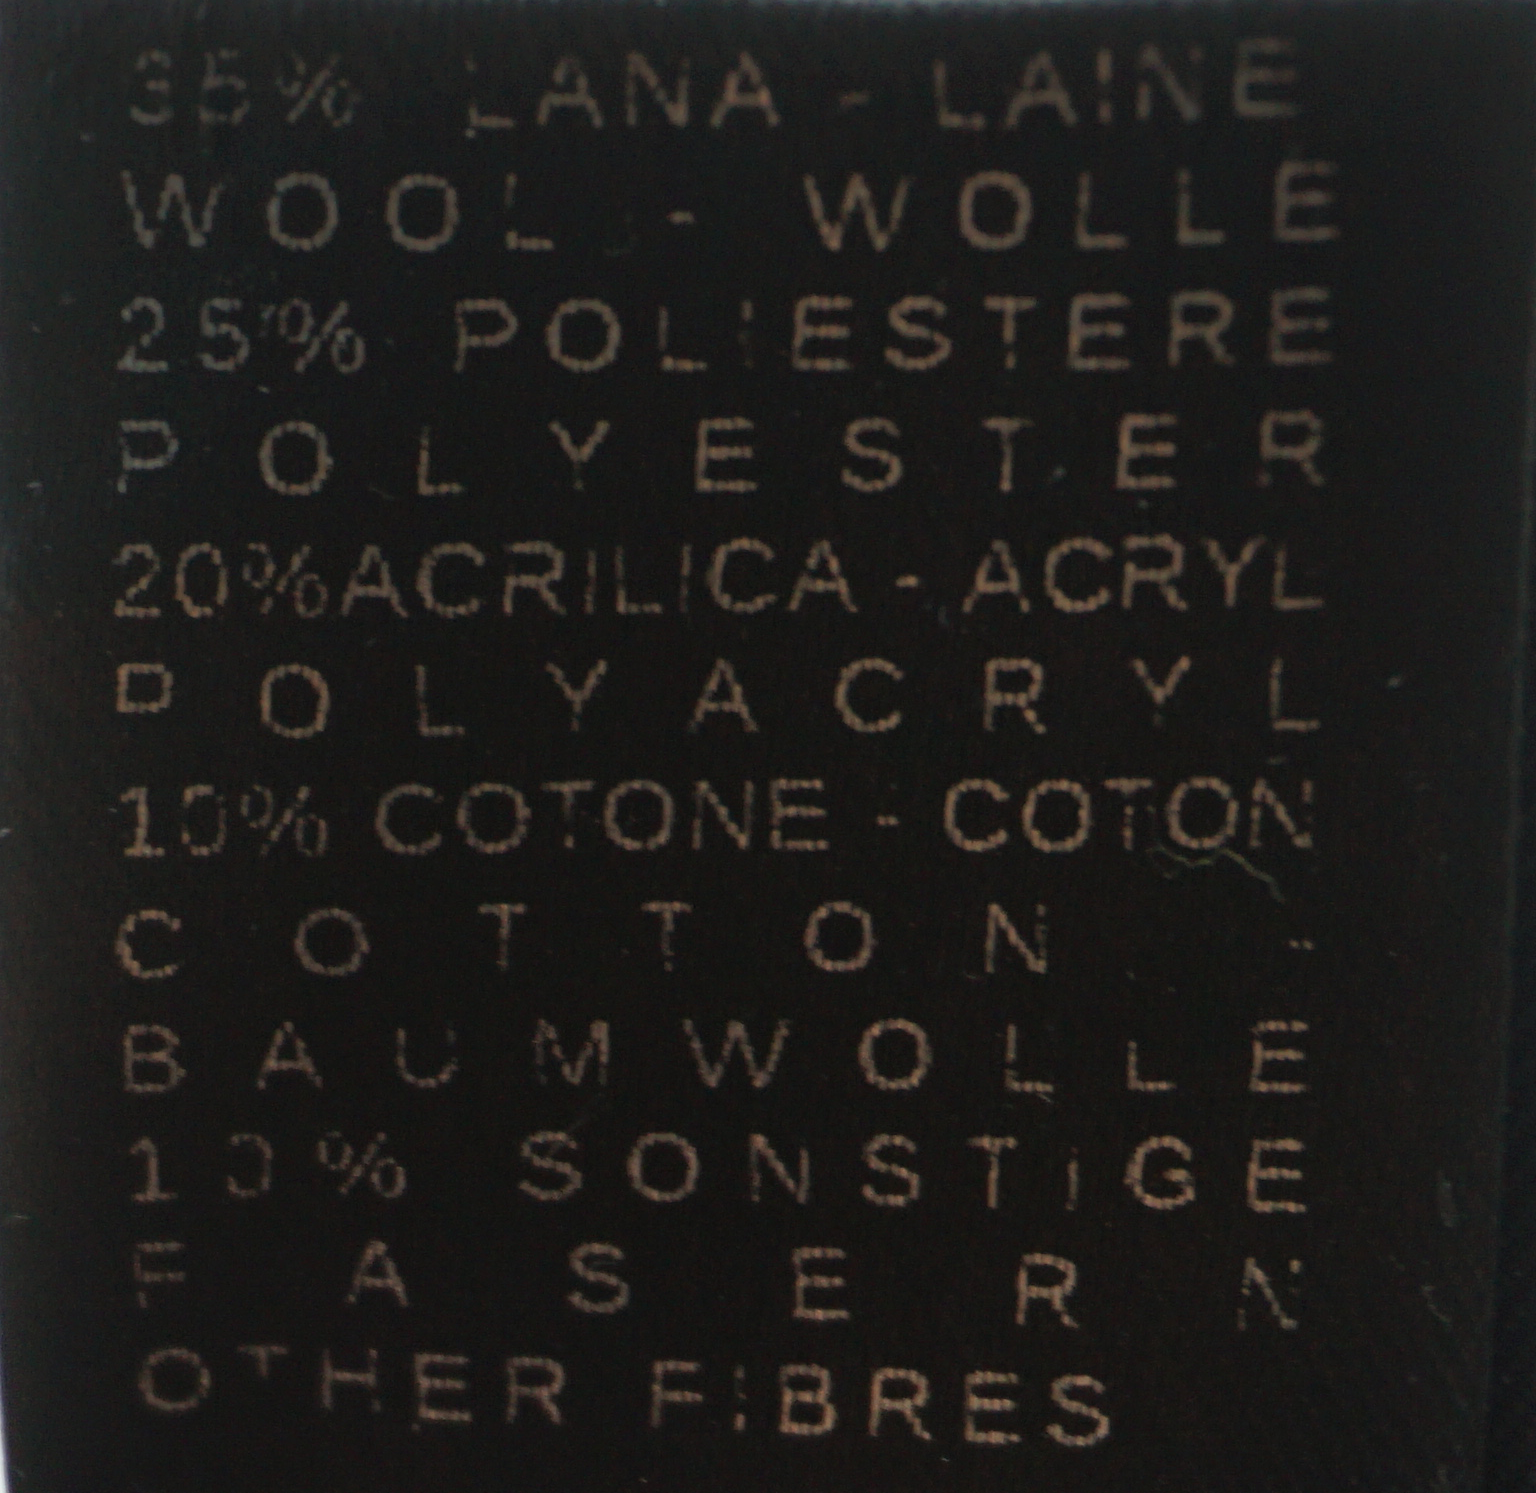 35% LANA - LAINE
WOOL - WOLLE
25% POLIESTERE
POLYESTER
20% ACRILICA - ACRYL
POLYACRYL
10% COTONE - COTON
COTTON -
BAUMWOLLE
10% SONSTIGE
FASERN
OTHER FIBRES